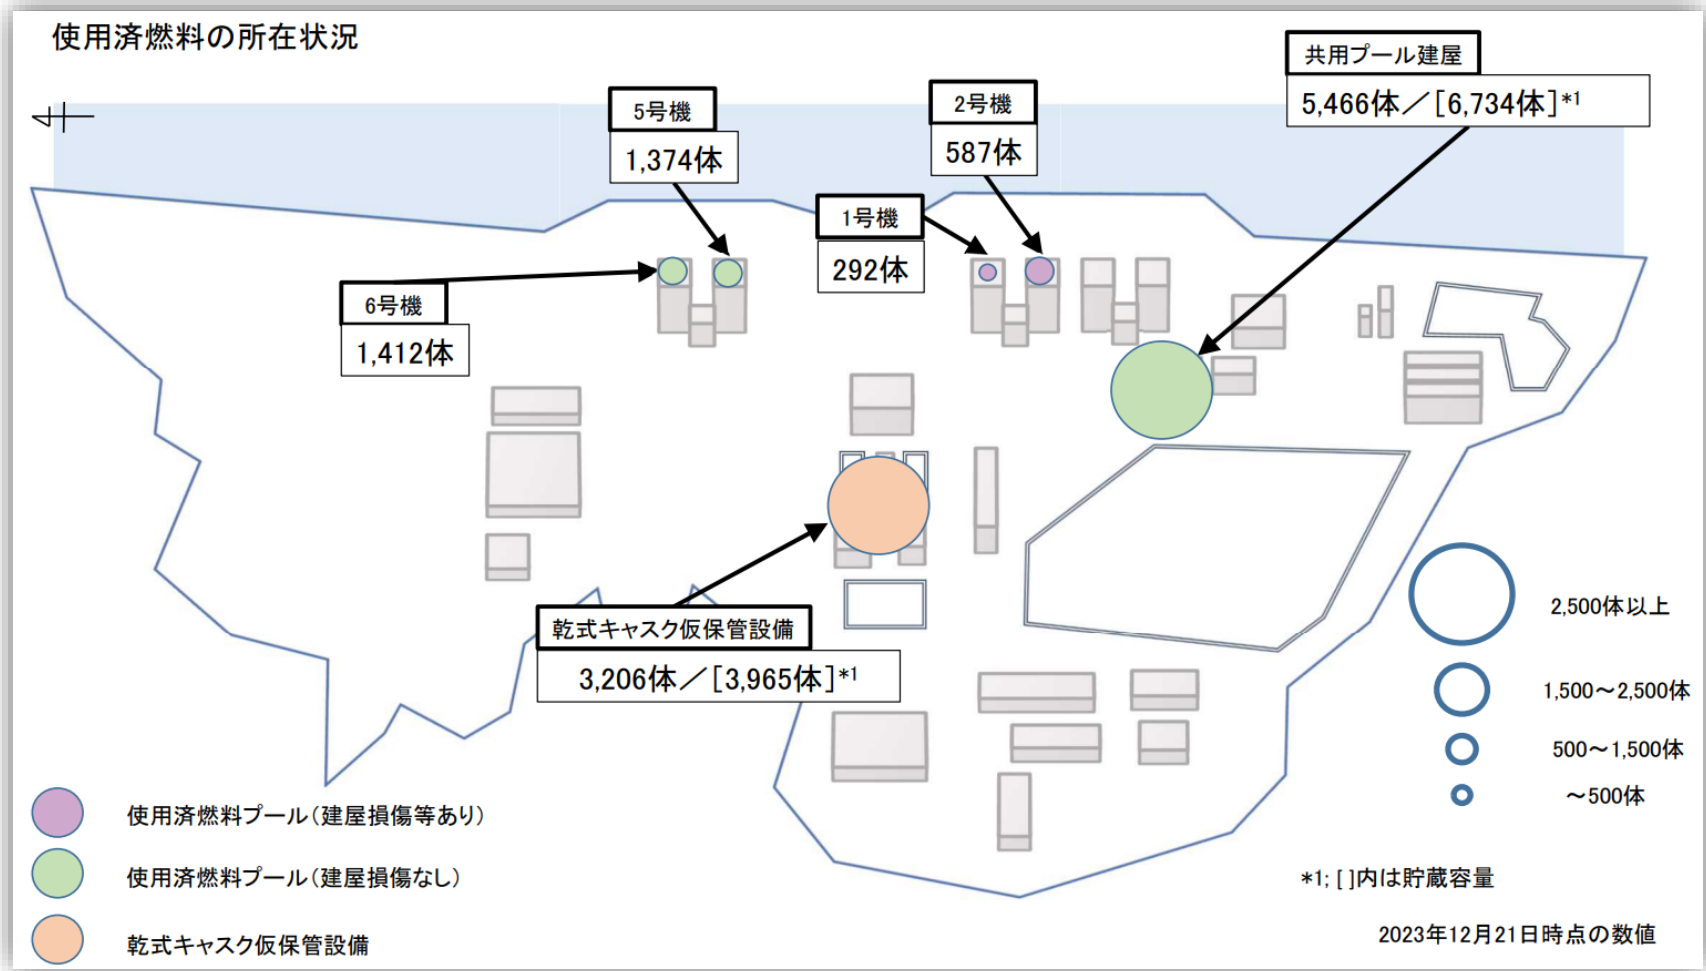 使用済燃料の所在状況
共用プール建屋
5,466体／[6,734体]*1
5号機
1,374体
2号機
587体
1号機
292体
6号機
1,412体
乾式キャスク仮保管設備
3,206体／[3,965体]*1
2,500体以上
1,500～2,500体
500～1,500体
～500体
使用済燃料プール(建屋損傷等あり)
使用済燃料プール(建屋損傷なし)
乾式キャスク仮保管設備
*1; [ ]内は貯蔵容量
2023年12月21日時点の数値